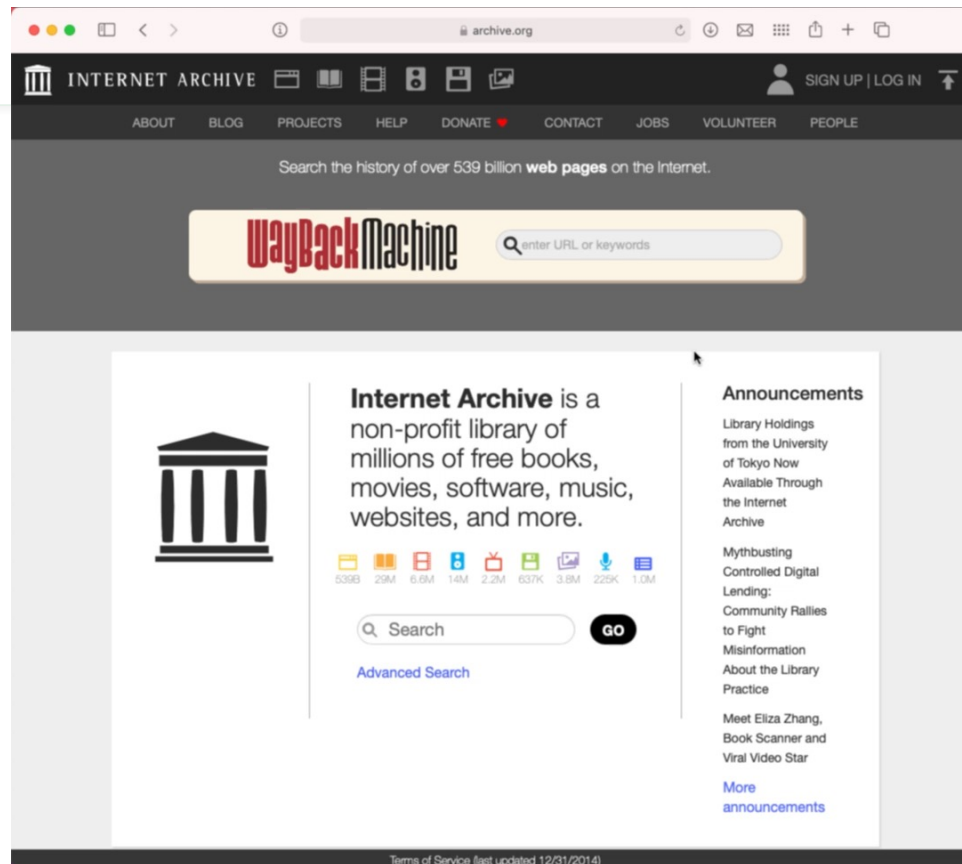 archive.org
INTERNET ARCHIVE
SIGN UP | LOG IN
ABOUT BLOG PROJECTS HELP DONATE CONTACT JOBS VOLUNTEER PEOPLE
Search the history of over 539 billion web pages on the Internet.
WayBackMachine
enter URL or keywords
Internet Archive is a
non-profit library of
millions of free books,
movies, software, music,
websites, and more.
539B 29M 6.6M 14M 2.2M 637K 3.8M 225K 1.0M
Search
GO
Advanced Search
Announcements
Library Holdings
from the University
of Tokyo Now
Available Through
the Internet
Archive
Mythbusting
Controlled Digital
Lending:
Community Rallies
to Fight
Misinformation
About the Library
Practice
Meet Eliza Zhang,
Book Scanner and
Viral Video Star
More
announcements
Terms of Service (last updated 12/31/2014)